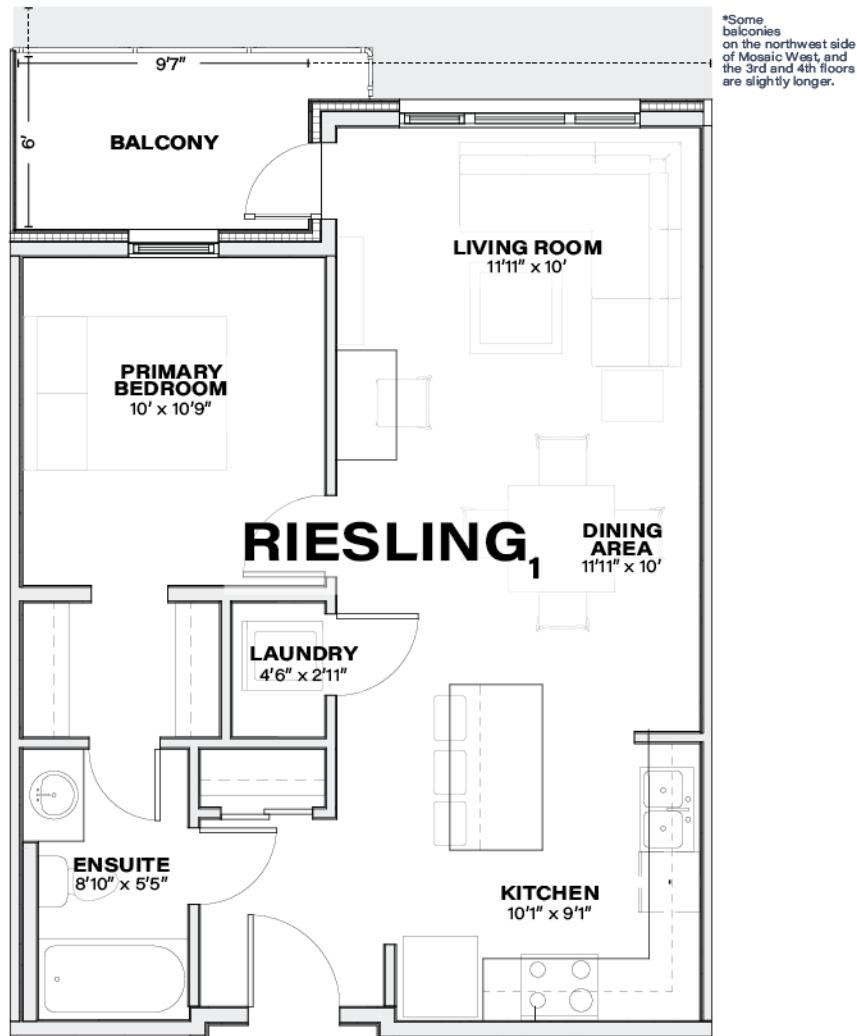 *Some
balconies
on the northwest side
of Mosaic West, and
the 3rd and 4th floors
are slightly longer.
9'7"
6'
BALCONY
LIVING ROOM
11'11" x 10'
PRIMARY
BEDROOM
10' x 10'9"
RIESLING1
DINING
AREA
11'11" x 10'
LAUNDRY
4'6" x 2'11"
ENSUITE
8'10" x 5'5"
KITCHEN
10'1" x 9'1"